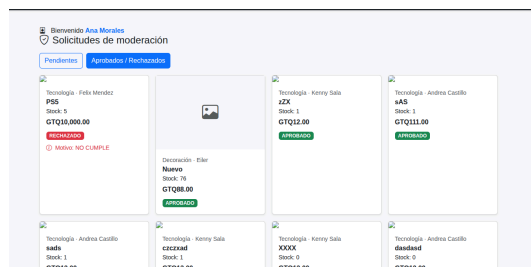 Bienvenido Ana Morales
Solicitudes de moderación
Pendientes
Aprobados / Rechazados
Tecnología · Felix Mendez
PS5
Stock: 5
GTQ10,000.00
RECHAZADO
Motivo: NO CUMPLE
Decoración · Eiler
Nuevo
Stock: 76
GTQ88.00
APROBADO
Tecnología · Kenny Sala
zZX
Stock: 1
GTQ12.00
APROBADO
Tecnología · Andrea Castillo
sAS
Stock: 1
GTQ111.00
APROBADO
Tecnología · Andrea Castillo
sads
Stock: 1
Tecnología · Kenny Sala
czczxad
Stock: 1
Tecnología · Kenny Sala
XXXX
Stock: 0
Tecnología · Andrea Castillo
dasdasd
Stock: 0